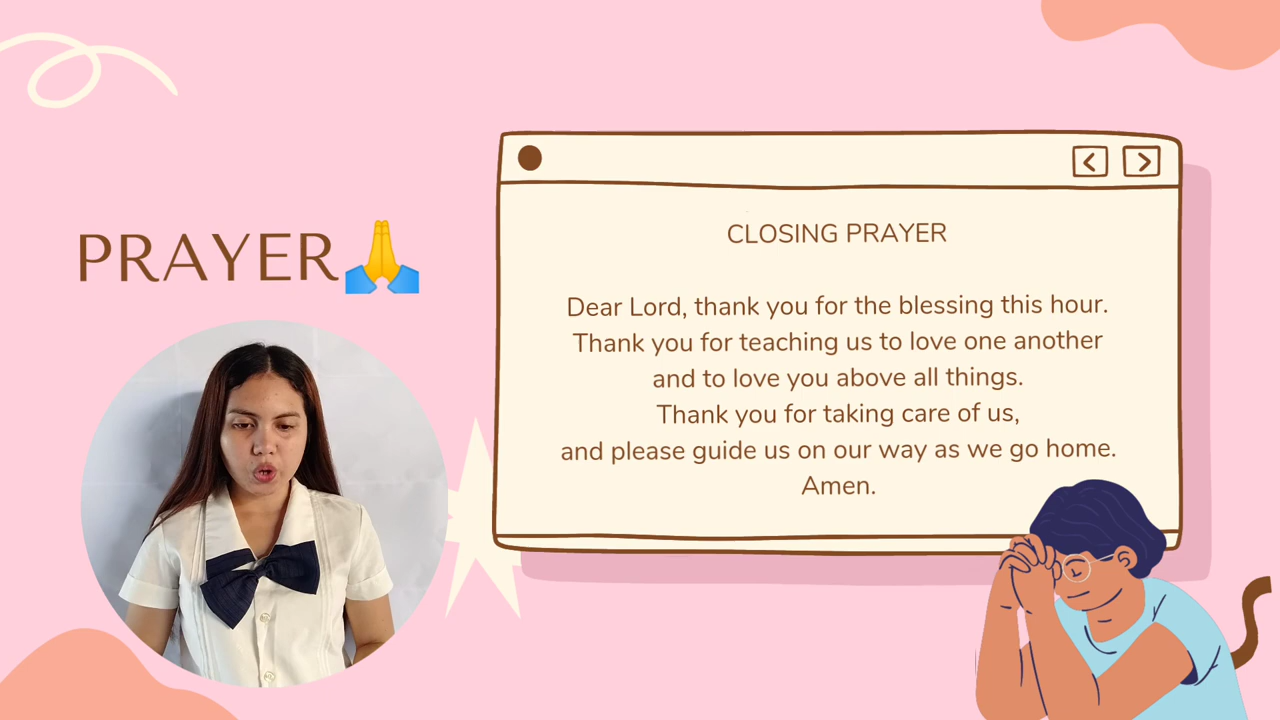 PRAYER🙏
CLOSING PRAYER
Dear Lord, thank you for the blessing this hour.
Thank you for teaching us to love one another
and to love you above all things.
Thank you for taking care of us,
and please guide us on our way as we go home.
Amen.